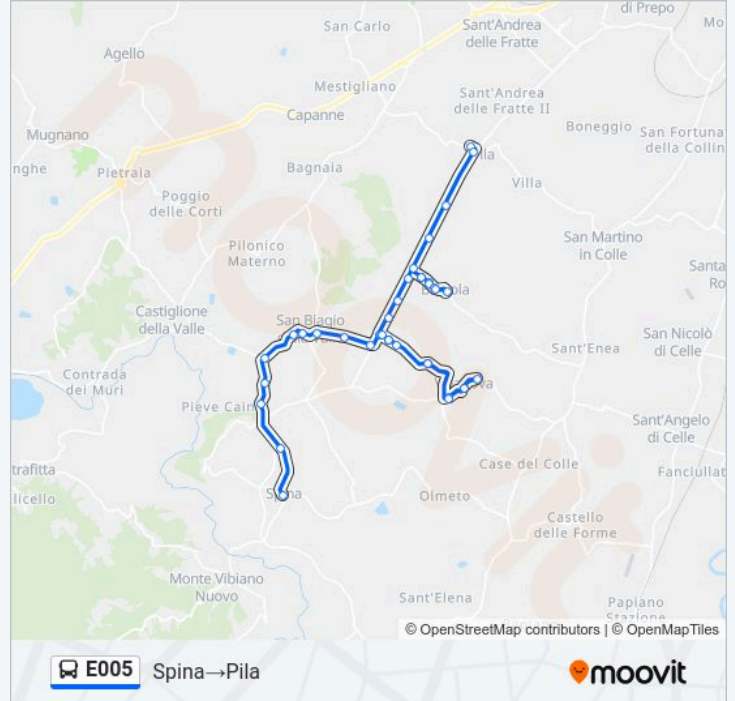 di Prepo
San Carlo
Sant'Andrea
delle Fratte
Mo
Agello
Mestigliano
Sant'Andrea
delle Fratte II
Capanne
Boneggio
San Fortuna
della Collin
Mugnano
nghe
Pietraia
Bagnaia
Villa
Poggio
delle Corti
Pilonico
Materno
San Martino
in Colle
Santa
Ro
Castiglione
della Valle
San Biagio
Sant'Enea
San Nicolò
di Celle
Contrada
dei Muri
Pieve Cain
ova
Sant'Angelo
di Celle
trafitta
licello
Case del Colle
Fanciullat
Spina
Olmeto
Castello
delle Forme
Monte Vibiano
Nuovo
Sant'Elena
Papiano
Stazione
moovit
© OpenStreetMap contributors | © OpenMapTiles
E005 Spina→Pila
moovit